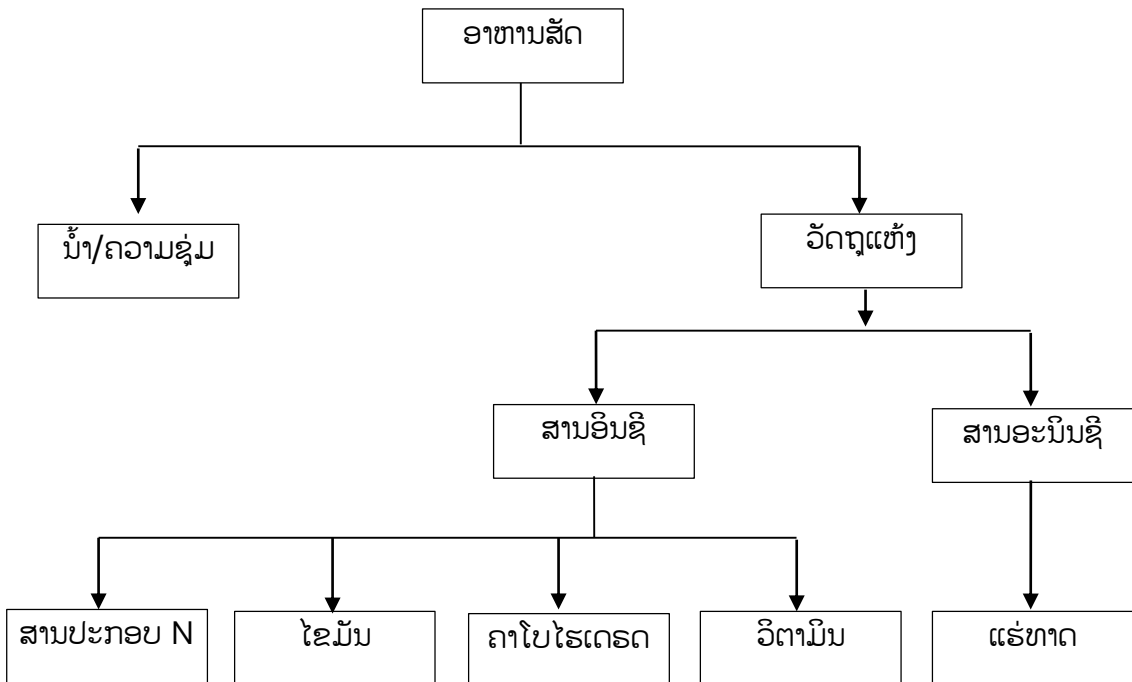 ອາຫານສັດ
ນ້ຳ/ຄວາມຊຸ່ມ
ວັດຖຸແຫ້ງ
ສານອິນຊີ
ສານອະນິນຊີ
ສານປະກອບ N
ໄຂມັນ
ຄາໂບໄຮເດຣດ
ວິຕາມິນ
ແຮ່ທາດ